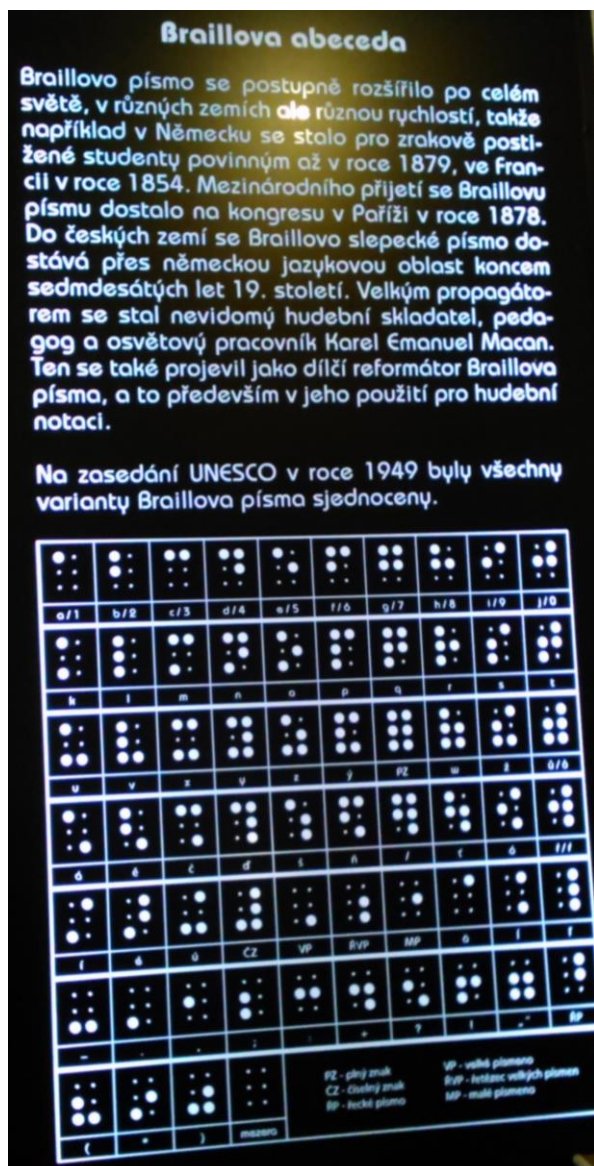 Braillova abeceda
Braillovo písmo se postupně rozšířilo po celém
světě, v různých zemích ale různou rychlostí, takže
například v Německu se stalo pro zrakově posti-
žené studenty povinným až v roce 1879, ve Fran-
cii v roce 1854. Mezinárodního přijetí se Braillovu
písmu dostalo na kongresu v Paříži v roce 1878.
Do českých zemí se Braillovo slepecké písmo do-
stává přes německou jazykovou oblast koncem
sedmdesátých let 19. století. Velkým propagáto-
rem se stal nevidomý hudební skladatel, peda-
gog a osvětový pracovník Karel Emanuel Macan.
Ten se také projevil jako dílčí reformátor Braillova
písma, a to především v jeho použití pro hudební
notaci.
Na zasedání UNESCO v roce 1949 byly všechny
varianty Braillova písma sjednoceny.
a/1 b/2 c/3 d/4 e/5 f/6 g/7 h/8 i/9 j/0
k l m n o p q r s t
u v x y z ý PZ w ž
á ě č ď š ň / ť ó
í é ú ČZ VP ŘVP MP
- . , ; : + ? ! „“ ŘP
( * ) mezera
PZ - plný znak
ČZ - číselný znak
ŘP - řecké písmo
VP - velké písmeno
ŘVP - řetězec velkých písmen
MP - malé písmeno